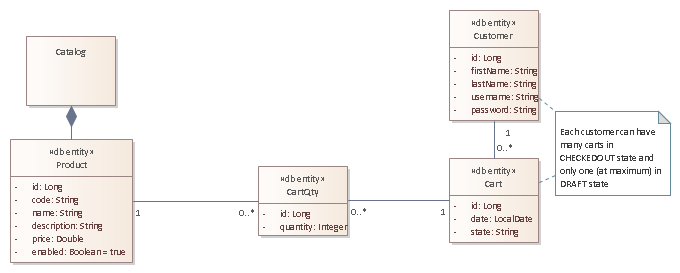 Catalog
«dbentity»
Product
- id: Long
- code: String
- name: String
- description: String
- price: Double
- enabled: Boolean = true
1
0..*
«dbentity»
CartQty
- id: Long
- quantity: Integer
0..*
1
«dbentity»
Customer
- id: Long
- firstName: String
- lastName: String
- username: String
- password: String
1
0..*
«dbentity»
Cart
- id: Long
- date: LocalDate
- state: String
Each customer can have
many carts in
CHECKEDOUT state and
only one (at maximum) in
DRAFT state